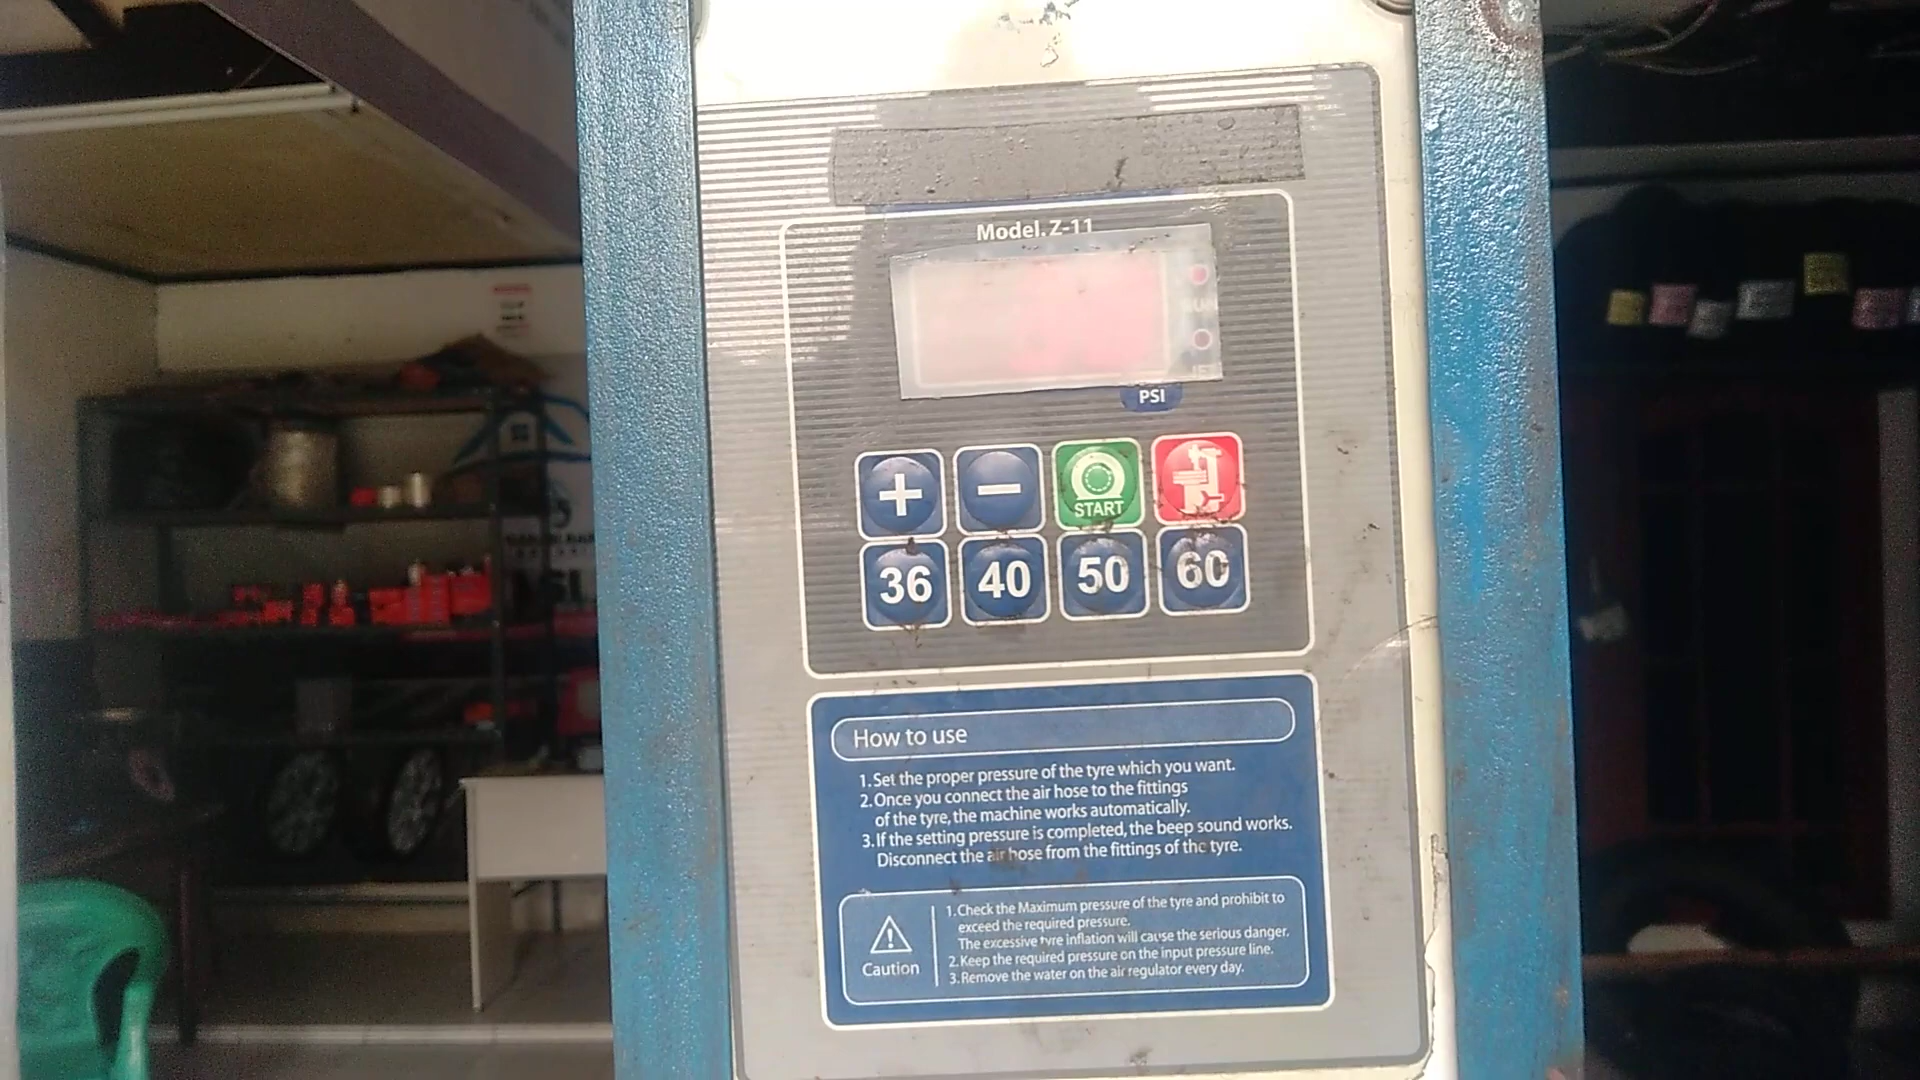 Model. Z-11
PSI
+ −
START
36 40 50 60
How to use
1.Set the proper pressure of the tyre which you want.
2.Once you connect the air hose to the fittings
of the tyre, the machine works automatically.
3.If the setting pressure is completed, the beep sound works.
Disconnect the air hose from the fittings of the tyre.
Caution
1.Check the Maximum pressure of the tyre and prohibit to
exceed the required pressure.
The excessive tyre inflation will cause the serious danger.
2.Keep the required pressure on the input pressure line.
3.Remove the water on the air regulator every day.